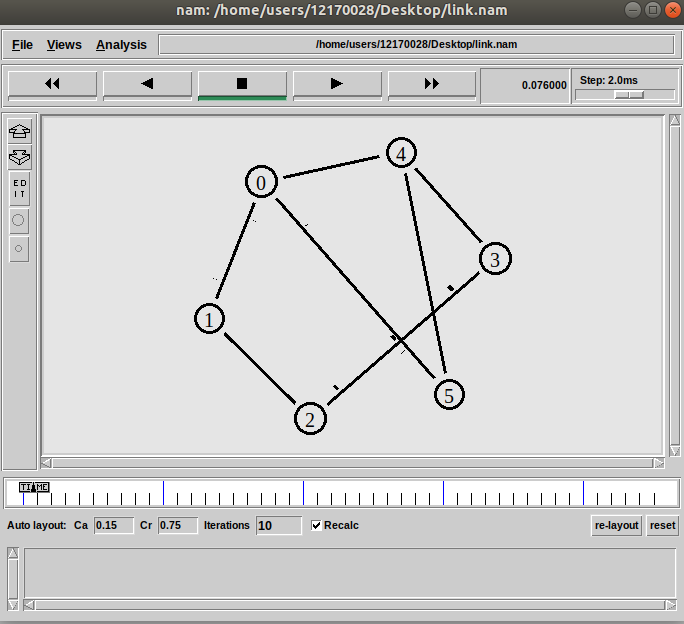 nam: /home/users/12170028/Desktop/link.nam
File Views Analysis /home/users/12170028/Desktop/link.nam
0.076000 Step: 2.0ms
E D
I T
4
0
3
1
5
2
TIME
Auto layout: Ca 0.15 Cr 0.75 Iterations 10 Recalc re-layout reset